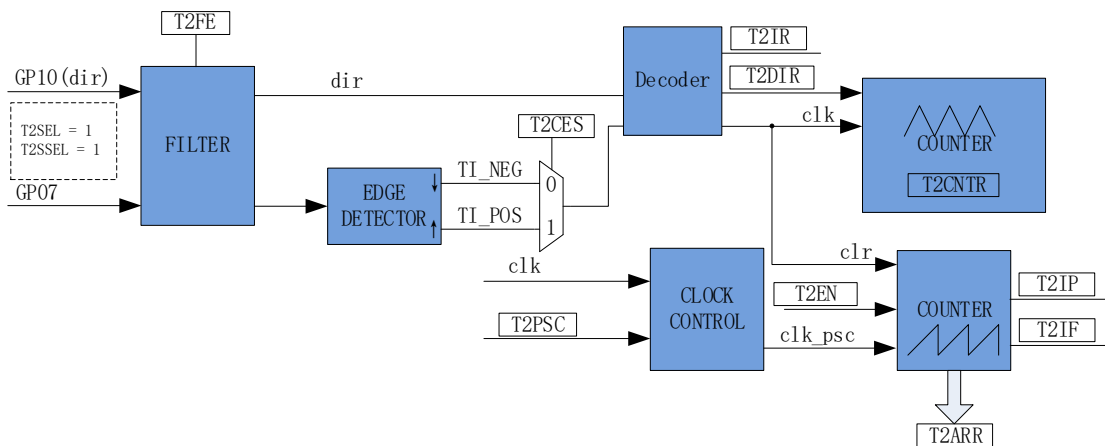 T2FE
GP10(dir)
T2SEL = 1
T2SSEL = 1
GP07
FILTER
dir
T2CES
EDGE
DETECTOR
TI_NEG
TI_POS
0
1
Decoder
T2IR
T2DIR
clk
COUNTER
T2CNTR
clk
T2PSC
CLOCK
CONTROL
clr
T2EN
clk_psc
COUNTER
T2IP
T2IF
T2ARR